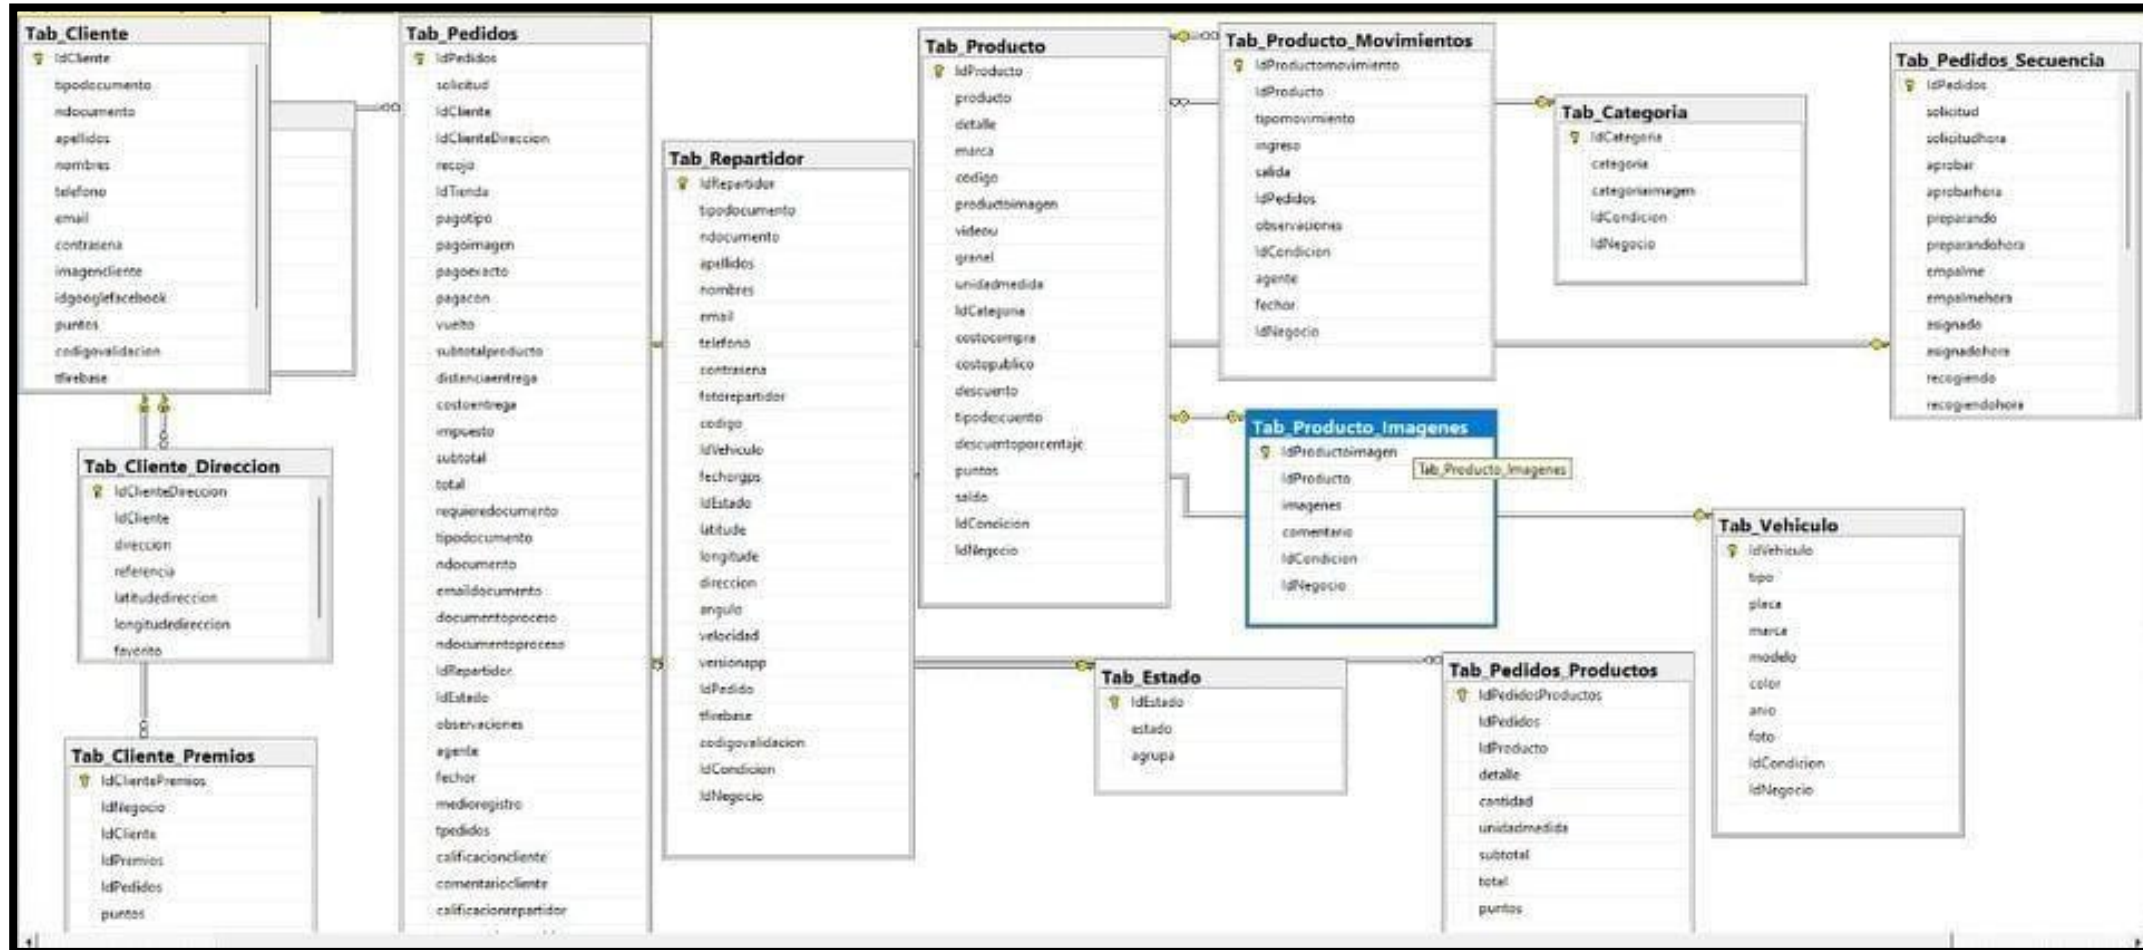 Tab_Cliente
IdCliente
tipodocumento
ndocumento
apellidos
nombres
telefono
email
contrasena
imagencliente
idgooglefacebook
puntos
codigovalidacion
tfirebase
Tab_Cliente_Direccion
IdClienteDireccion
IdCliente
direccion
referencia
latitudedireccion
longitudedireccion
favorito
Tab_Cliente_Premios
IdClientePremios
IdNegocio
IdCliente
IdPremios
IdPedidos
puntos
Tab_Pedidos
IdPedidos
solicitud
IdCliente
IdClienteDireccion
recojo
IdTienda
pagotipo
pagoimagen
pagoexacto
pagacon
vuelto
subtotalproducto
distanciaentrega
costoentrega
impuesto
subtotal
total
requieredocumento
tipodocumento
ndocumento
emaildocumento
documentoproceso
ndocumentoproceso
IdRepartidor
IdEstado
observaciones
agente
fechor
medioregistro
tpedidos
calificacioncliente
comentariocliente
calificacionrepartidor
Tab_Repartidor
IdRepartidor
tipodocumento
ndocumento
apellidos
nombres
email
telefono
contrasena
fotorepartidor
codigo
IdVehiculo
fechorgps
IdEstado
latitude
longitude
direccion
angulo
velocidad
versionapp
IdPedido
tfirebase
codigovalidacion
IdCondicion
IdNegocio
Tab_Producto
IdProducto
producto
detalle
marca
codigo
productoimagen
videou
granel
unidadmedida
IdCategoria
costocompra
costopublico
descuento
tipodescuento
descuentoporcentaje
puntos
saldo
IdCondicion
IdNegocio
Tab_Producto_Movimientos
IdProductomovimiento
IdProducto
tipomovimiento
ingreso
salida
IdPedidos
observaciones
IdCondicion
agente
fechor
IdNegocio
Tab_Producto_Imagenes
IdProductoimagen
IdProducto
imagenes
comentario
IdCondicion
IdNegocio
Tab_Producto_Imagenes
Tab_Categoria
IdCategoria
categoria
categoriaimagen
IdCondicion
IdNegocio
Tab_Pedidos_Secuencia
IdPedidos
solicitud
solicitudhora
aprobar
aprobarhora
preparando
preparandohora
empalme
empalmehora
asignado
asignadohora
recogiendo
recogiendohora
Tab_Estado
IdEstado
estado
agrupa
Tab_Pedidos_Productos
IdPedidosProductos
IdPedidos
IdProducto
detalle
cantidad
unidadmedida
subtotal
total
puntos
Tab_Vehiculo
IdVehiculo
tipo
placa
marca
modelo
color
anio
foto
IdCondicion
IdNegocio